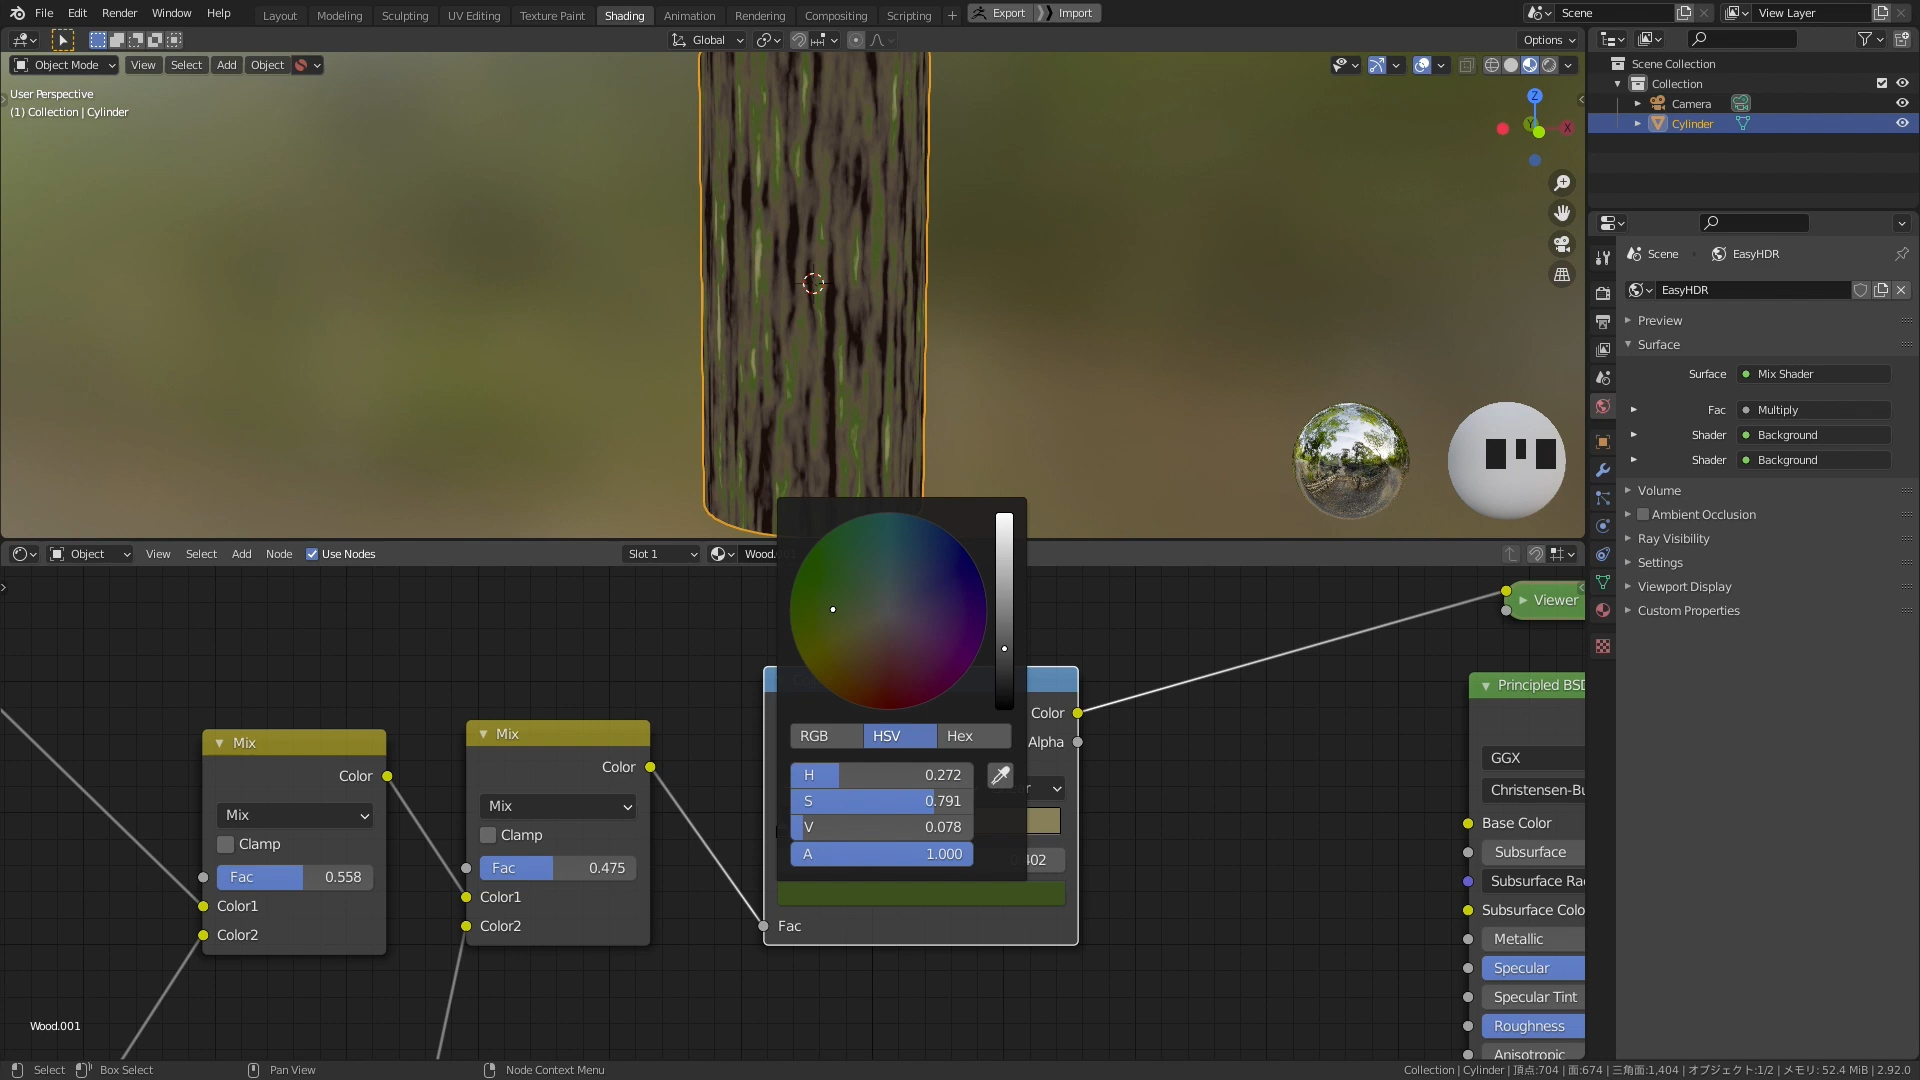 File Edit Render Window Help Layout Modeling Sculpting UV Editing Texture Paint Shading Animation Rendering Compositing Scripting + Export Import Scene View Layer
Global Options
Object Mode View Select Add Object
User Perspective
(1) Collection | Cylinder
Z
Y
X
Scene Collection
Collection
Camera
Cylinder
Scene EasyHDR
EasyHDR
Preview
Surface
Surface Mix Shader
Fac Multiply
Shader Background
Shader Background
Volume
Ambient Occlusion
Ray Visibility
Settings
Viewport Display
Custom Properties
Object View Select Add Node Use Nodes Slot 1 Wood.
Viewer
Mix
Color
Mix
Clamp
Fac 0.558
Color1
Color2
Mix
Color
Mix
Clamp
Fac 0.475
Color1
Color2
RGB HSV Hex
H 0.272
S 0.791
V 0.078
A 1.000
Color
Alpha
Fac
Principled BSD
GGX
Christensen-Bu
Base Color
Subsurface
Subsurface Ra
Subsurface Colo
Metallic
Specular
Specular Tint
Roughness
Anisotropic
Wood.001
Select Box Select Pan View Node Context Menu Collection | Cylinder | 頂点:704 | 面:674 | 三角面:1,404 | オブジェクト:1/2 | メモリ: 52.4 MiB | 2.92.0